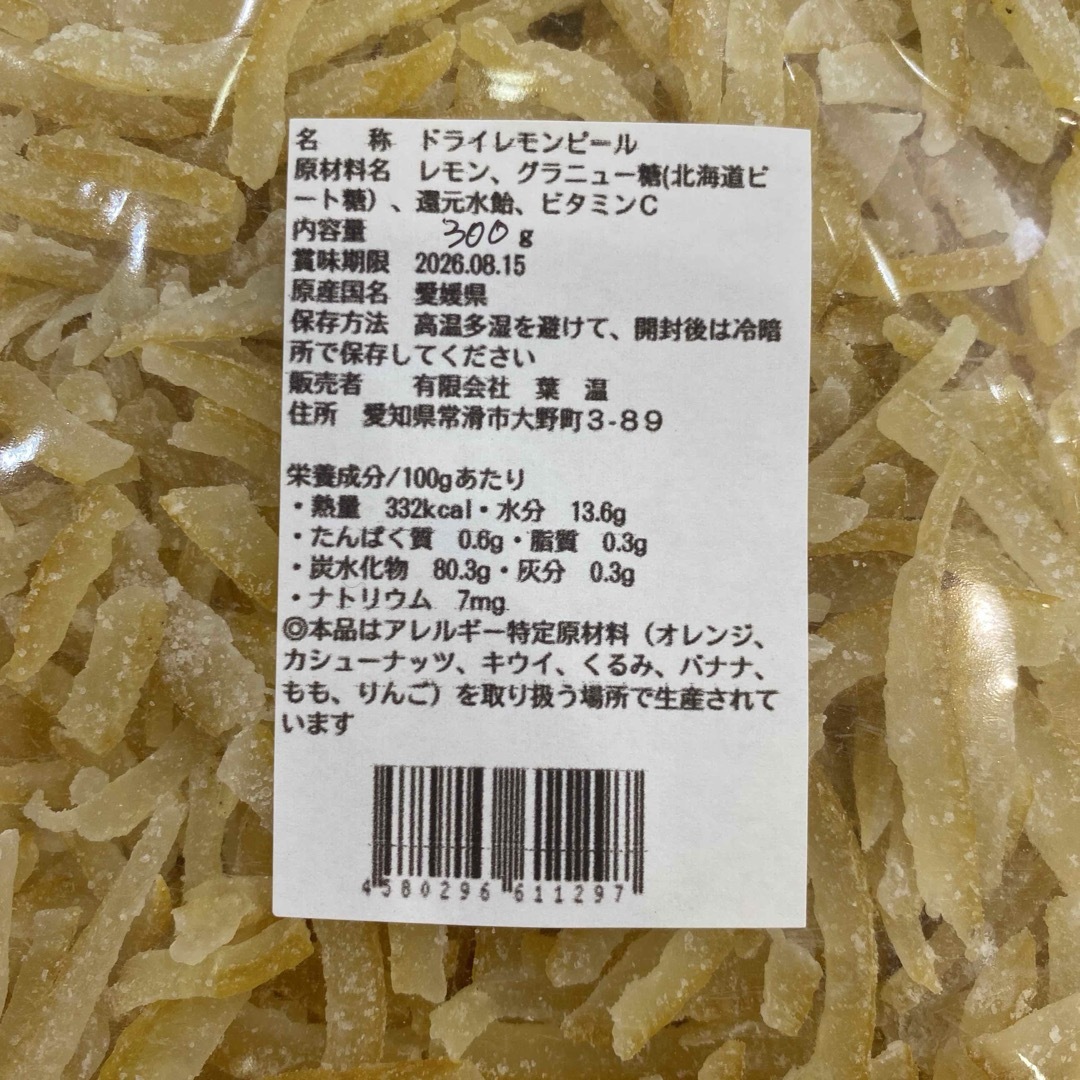 名　　称　ドライレモンピール
原材料名　レモン、グラニュー糖(北海道ビ
ート糖）、還元水飴、ビタミンC
内容量　　　300 g
賞味期限　2026.08.15
原産国名　愛媛県
保存方法　高温多湿を避けて、開封後は冷暗
所で保存してください
販売者　　有限会社　葉　温
住所　愛知県常滑市大野町３-８９
栄養成分/100gあたり
・熱量　332kcal・水分　13.6g
・たんぱく質　0.6g・脂質　0.3g
・炭水化物　80.3g・灰分　0.3g
・ナトリウム　7mg
◎本品はアレルギー特定原材料（オレンジ、
カシューナッツ、キウイ、くるみ、バナナ、
もも、りんご）を取り扱う場所で生産されて
います
4580296611297